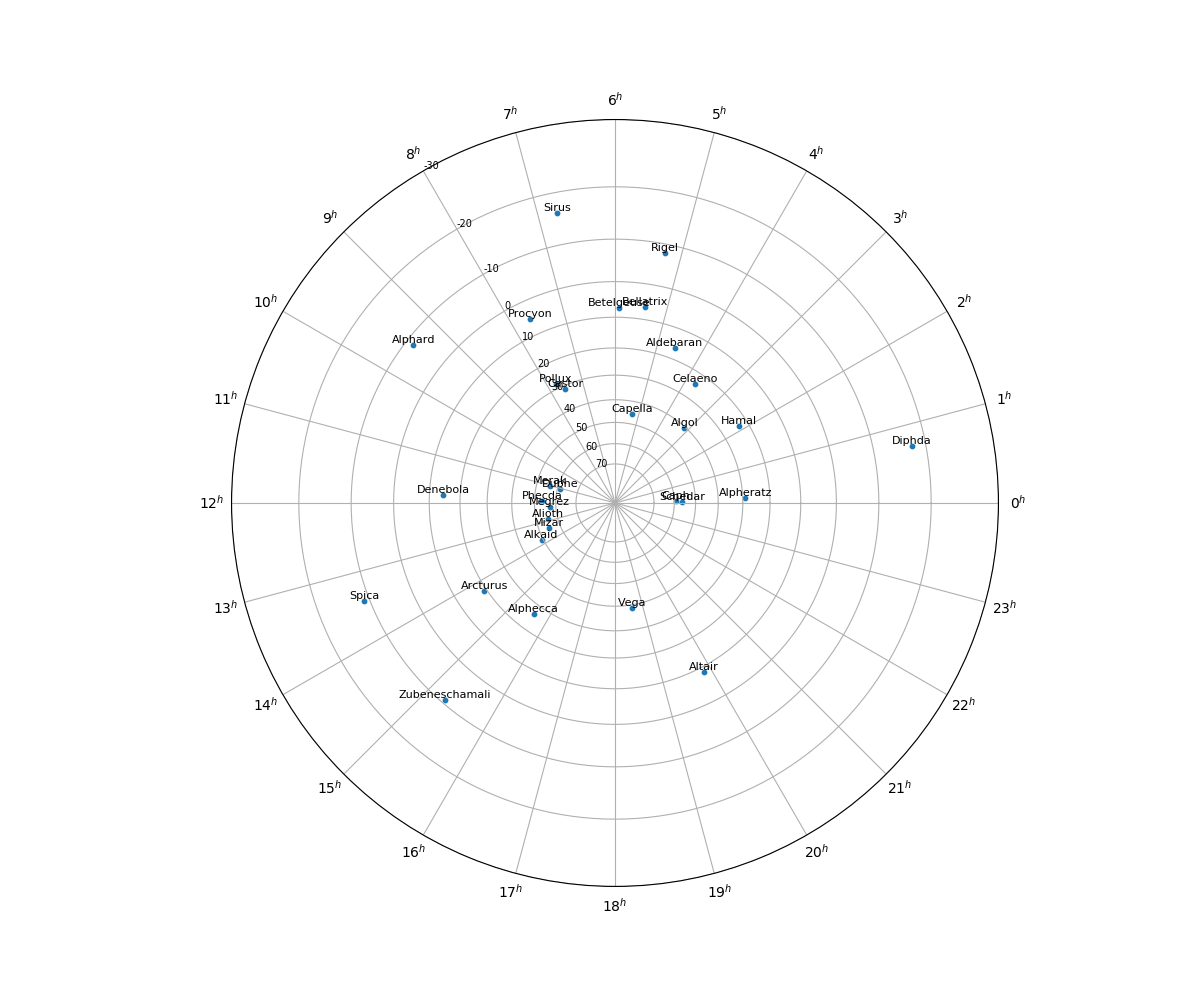 6h
7h
5h
8h
4h
-30
9h
Sirus
3h
-20
Rigel
-10
10h
Betelgeuse
Bellatrix
2h
0
Procyon
10
Alphard
Aldebaran
20
Pollux
Castor
30
Celaeno
11h
40
Capella
1h
50
Algol
Hamal
Diphda
60
70
Merak
Dubhe
Denebola
Phecda
Megrez
Caph
Schedar
Alpheratz
12h
0h
Alioth
Mizar
Alkaid
Arcturus
Spica
Alphecca
Vega
13h
23h
Altair
Zubeneschamali
14h
22h
15h
21h
16h
20h
17h
19h
18h